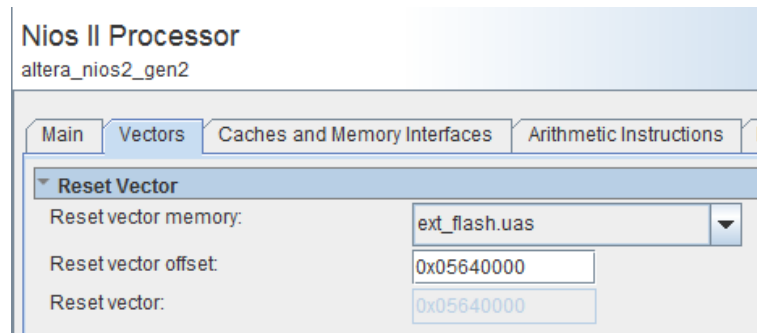 Nios II Processor
altera_nios2_gen2
Main Vectors Caches and Memory Interfaces Arithmetic Instructions
Reset Vector
Reset vector memory: ext_flash.uas
Reset vector offset: 0x05640000
Reset vector: 0x05640000